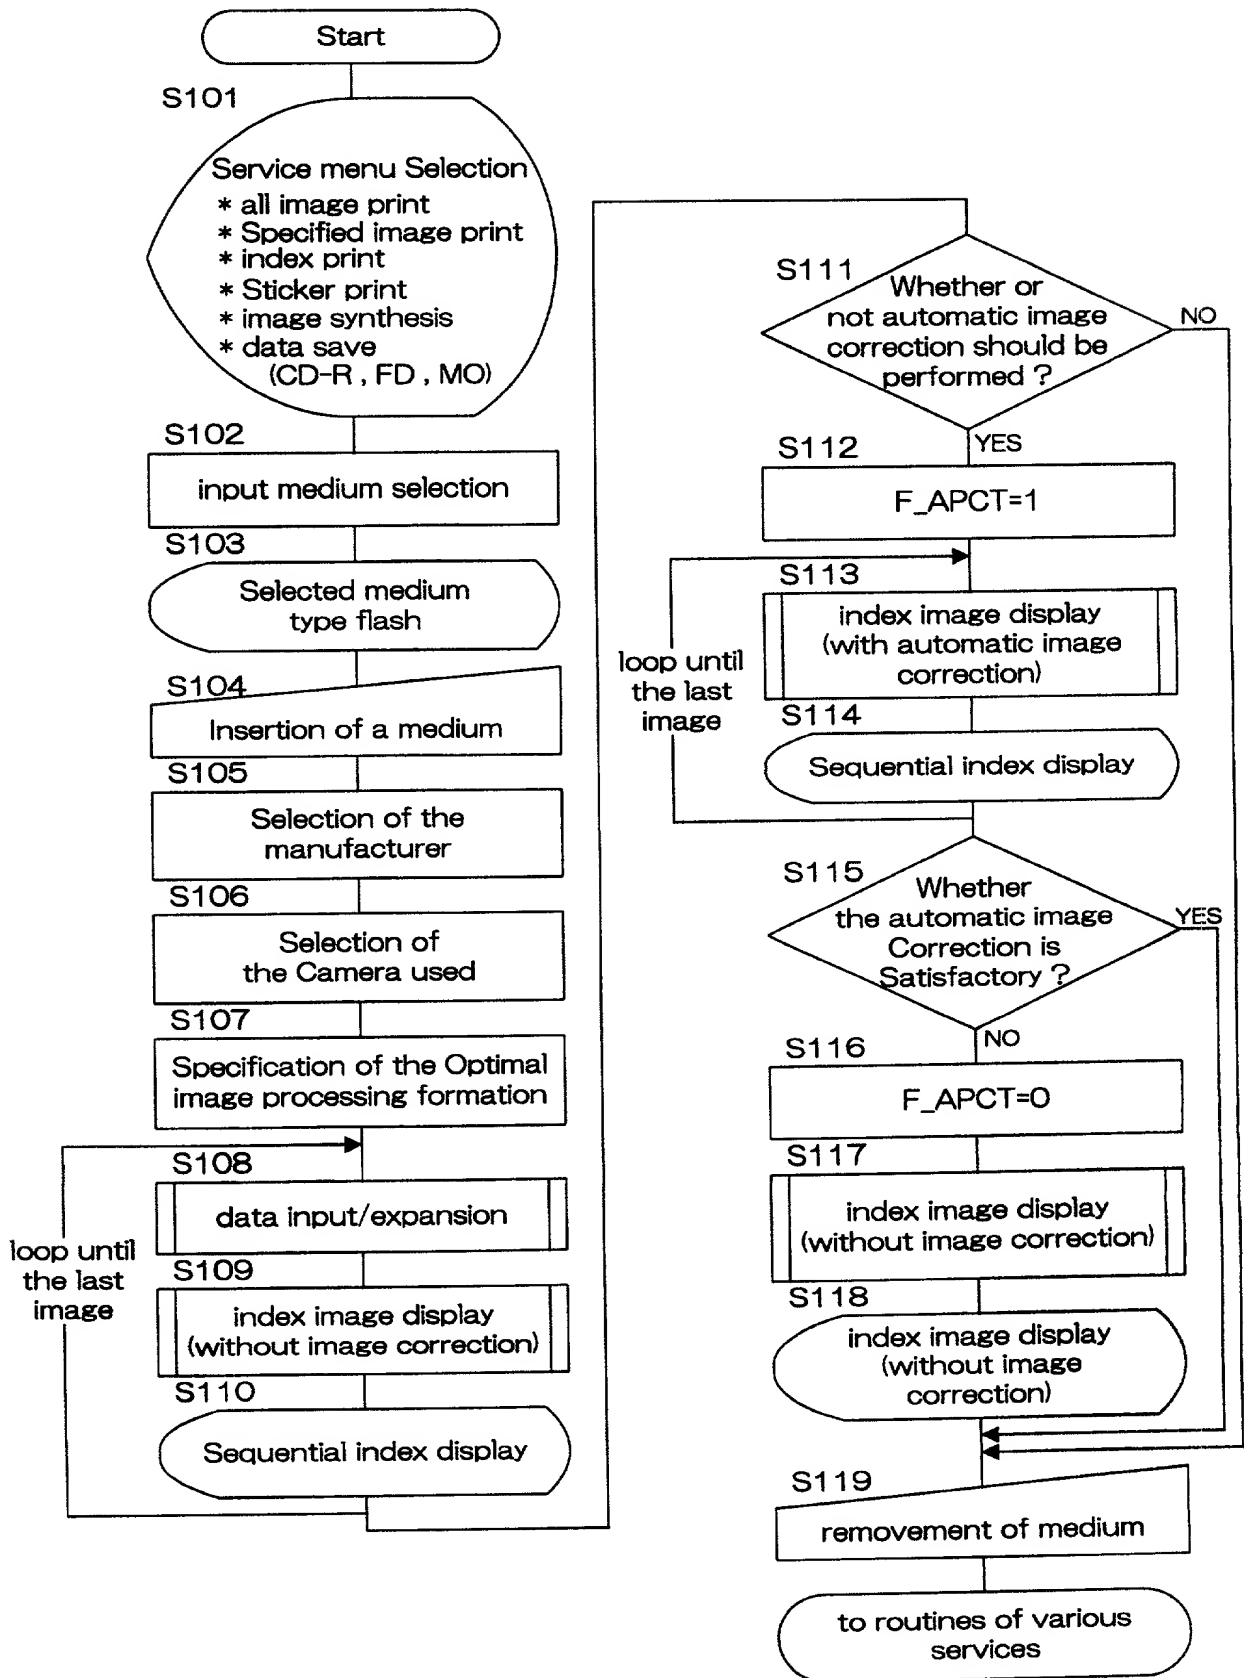 Start
S101
Service menu Selection
* all image print
* Specified image print
* index print
* Sticker print
* image synthesis
* data save
(CD-R , FD , MO)
S102
input medium selection
S103
Selected medium
type flash
S104
Insertion of a medium
S105
Selection of the
manufacturer
S106
Selection of
the Camera used
S107
Specification of the Optimal
image processing formation
S108
data input/expansion
loop until
the last
image
S109
index image display
(without image correction)
S110
Sequential index display
S111
Whether or
not automatic image
correction should be
performed ?
NO
YES
S112
F_APCT=1
S113
index image display
(with automatic image
correction)
loop until
the last
image
S114
Sequential index display
S115
Whether
the automatic image
Correction is
Satisfactory ?
YES
NO
S116
F_APCT=0
S117
index image display
(without image correction)
S118
index image display
(without image
correction)
S119
removement of medium
to routines of various
services